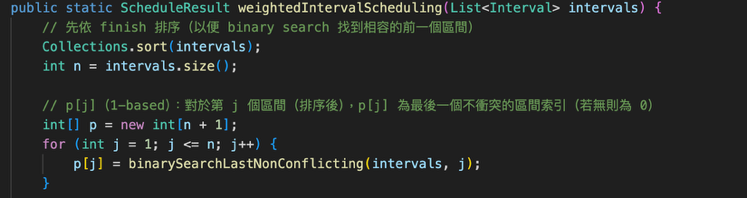 public static ScheduleResult weightedIntervalScheduling(List<Interval> intervals) {
// 先依 finish 排序（以便 binary search 找到相容的前一個區間）
Collections.sort(intervals);
int n = intervals.size();
// p[j]（1-based）：對於第 j 個區間（排序後），p[j] 為最後一個不衝突的區間索引（若無則為 0）
int[] p = new int[n + 1];
for (int j = 1; j <= n; j++) {
p[j] = binarySearchLastNonConflicting(intervals, j);
}